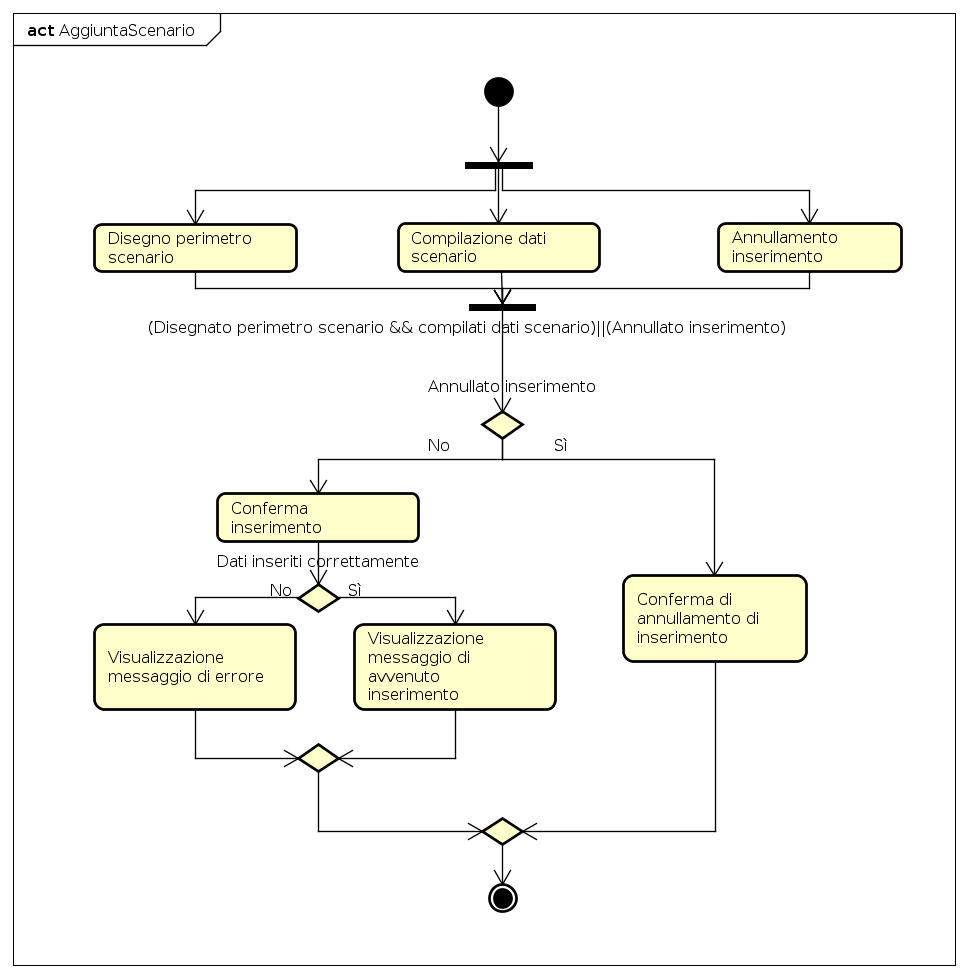 act AggiuntaScenario
Disegno perimetro
scenario
Compilazione dati
scenario
Annullamento
inserimento
(Disegnato perimetro scenario && compilati dati scenario)||(Annullato inserimento)
Annullato inserimento
No
Sì
Conferma
inserimento
Dati inseriti correttamente
No
Sì
Visualizzazione
messaggio di errore
Visualizzazione
messaggio di
avvenuto
inserimento
Conferma di
annullamento di
inserimento